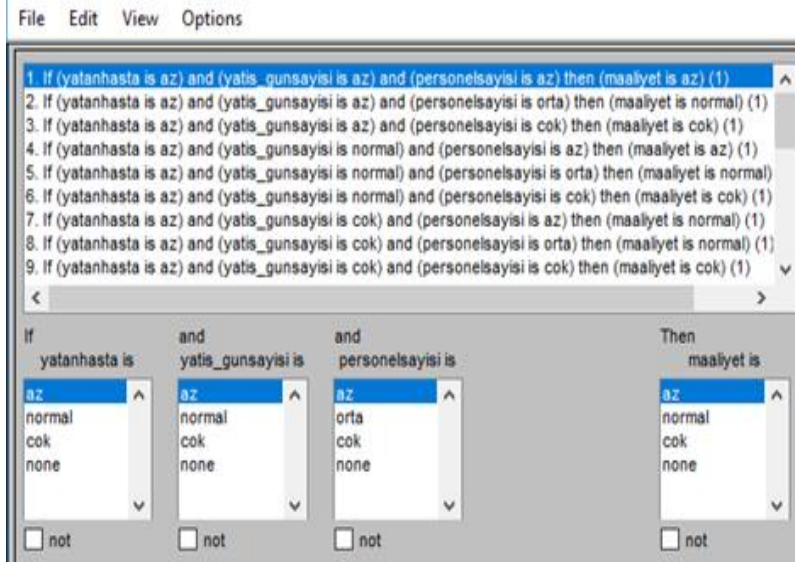 File Edit View Options
1. If (yatanhasta is az) and (yatis_gunsayisi is az) and (personelsayisi is az) then (maaliyet is az) (1)
2. If (yatanhasta is az) and (yatis_gunsayisi is az) and (personelsayisi is orta) then (maaliyet is normal) (1)
3. If (yatanhasta is az) and (yatis_gunsayisi is az) and (personelsayisi is cok) then (maaliyet is cok) (1)
4. If (yatanhasta is az) and (yatis_gunsayisi is normal) and (personelsayisi is az) then (maaliyet is az) (1)
5. If (yatanhasta is az) and (yatis_gunsayisi is normal) and (personelsayisi is orta) then (maaliyet is normal)
6. If (yatanhasta is az) and (yatis_gunsayisi is normal) and (personelsayisi is cok) then (maaliyet is cok) (1)
7. If (yatanhasta is az) and (yatis_gunsayisi is cok) and (personelsayisi is az) then (maaliyet is normal) (1)
8. If (yatanhasta is az) and (yatis_gunsayisi is cok) and (personelsayisi is orta) then (maaliyet is normal) (1)
9. If (yatanhasta is az) and (yatis_gunsayisi is cok) and (personelsayisi is cok) then (maaliyet is cok) (1)
If and and Then
yatanhasta is yatis_gunsayisi is personelsayisi is maaliyet is
az az az az
normal normal orta normal
cok cok cok cok
none none none none
not not not not